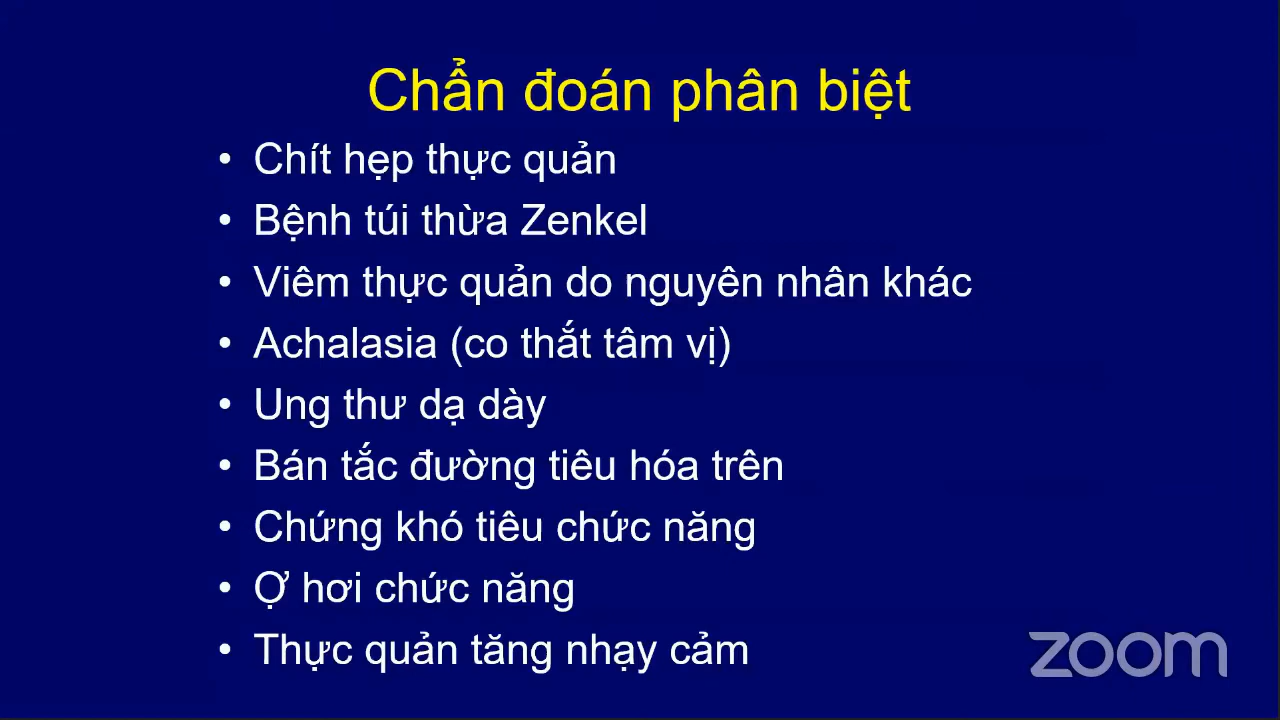 Chẩn đoán phân biệt
• Chít hẹp thực quản
• Bệnh túi thừa Zenkel
• Viêm thực quản do nguyên nhân khác
• Achalasia (co thắt tâm vị)
• Ung thư dạ dày
• Bán tắc đường tiêu hóa trên
• Chứng khó tiêu chức năng
• Ợ hơi chức năng
• Thực quản tăng nhạy cảm
zoom